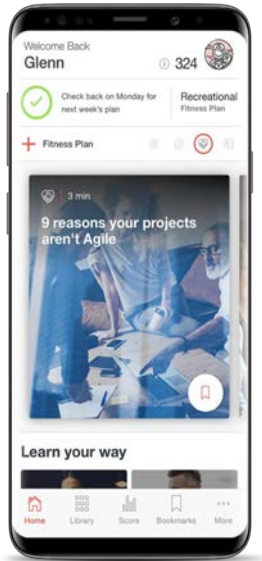 Welcome Back
Glenn
324
Check back on Monday for
next week's plan
Recreational
Fitness Plan
Fitness Plan
3 min
9 reasons your projects
aren't Agile
Learn your way
Home
Library
Score
Bookmarks
More